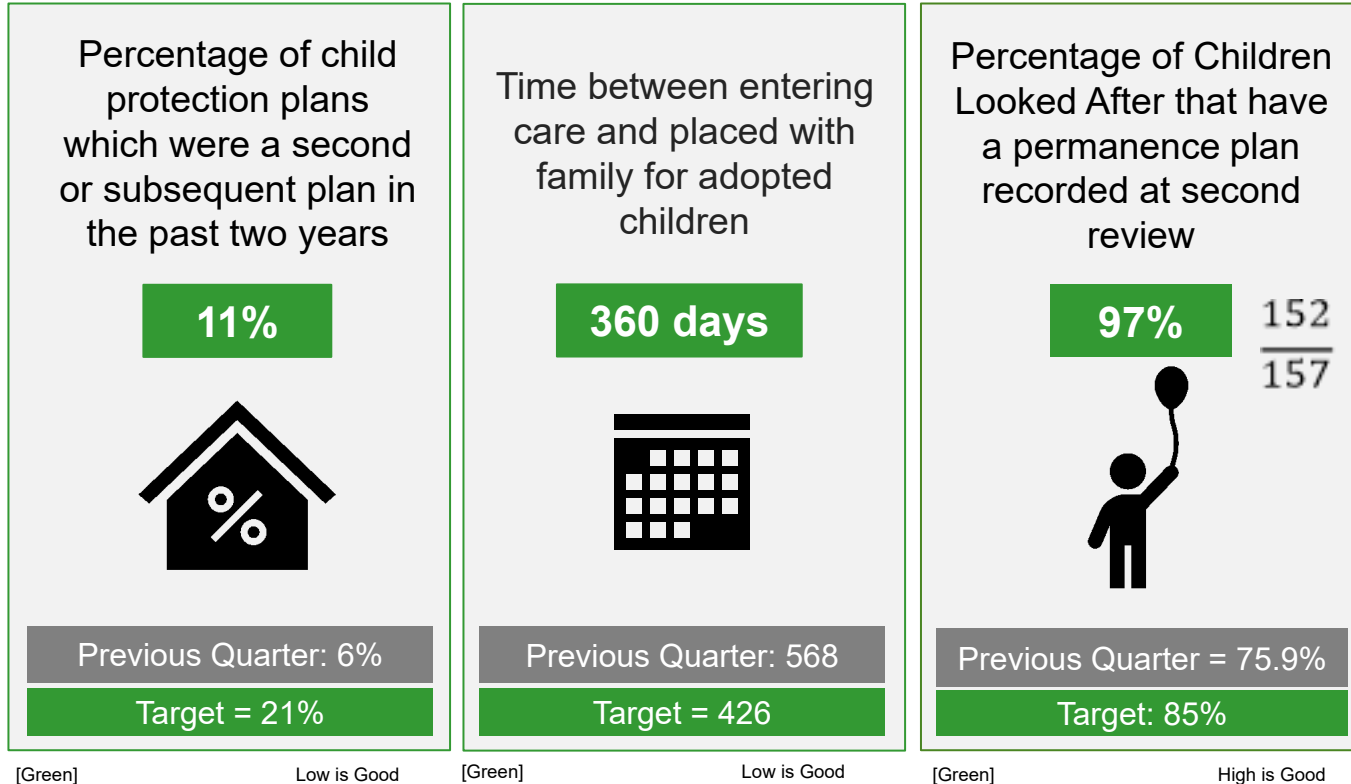 Percentage of child
protection plans
which were a second
or subsequent plan in
the past two years
11%
%
Previous Quarter: 6%
Target = 21%
[Green]
Low is Good
Time between entering
care and placed with
family for adopted
children
360 days
Previous Quarter: 568
Target = 426
[Green]
Low is Good
Percentage of Children
Looked After that have
a permanence plan
recorded at second
review
97%
152
157
Previous Quarter = 75.9%
Target: 85%
[Green]
High is Good